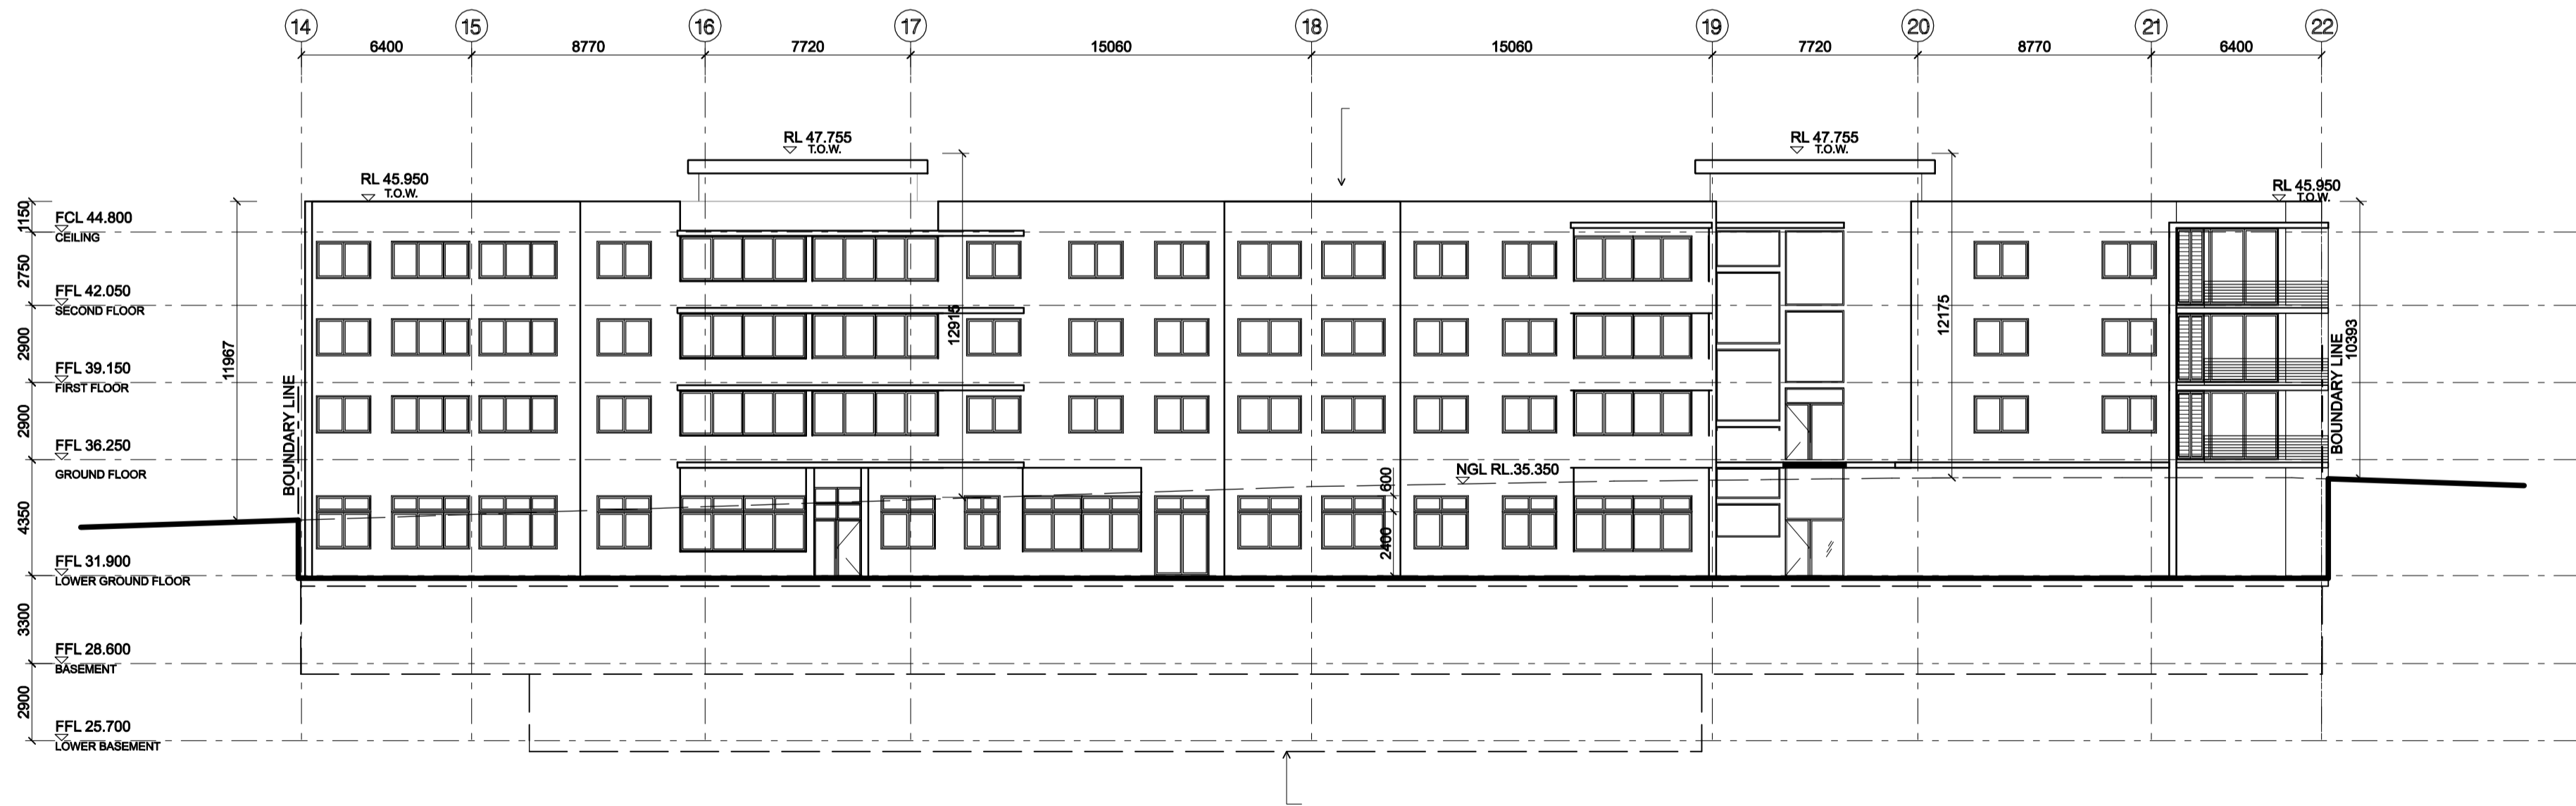 14 15 16 17 18 19 20 21 22
6400 8770 7720 15060 15060 7720 8770 6400
RL 47.755
T.O.W.
RL 47.755
T.O.W.
RL 45.950
T.O.W.
RL 45.950
T.O.W.
1150
FCL 44.800
CEILING
2750
FFL 42.050
SECOND FLOOR
2900
FFL 39.150
FIRST FLOOR
2900
FFL 36.250
GROUND FLOOR
4350
FFL 31.900
LOWER GROUND FLOOR
3300
FFL 28.600
BASEMENT
2900
FFL 25.700
LOWER BASEMENT
11967
BOUNDARY LINE
12915
NGL RL.35.350
600
2400
12175
BOUNDARY LINE
10393